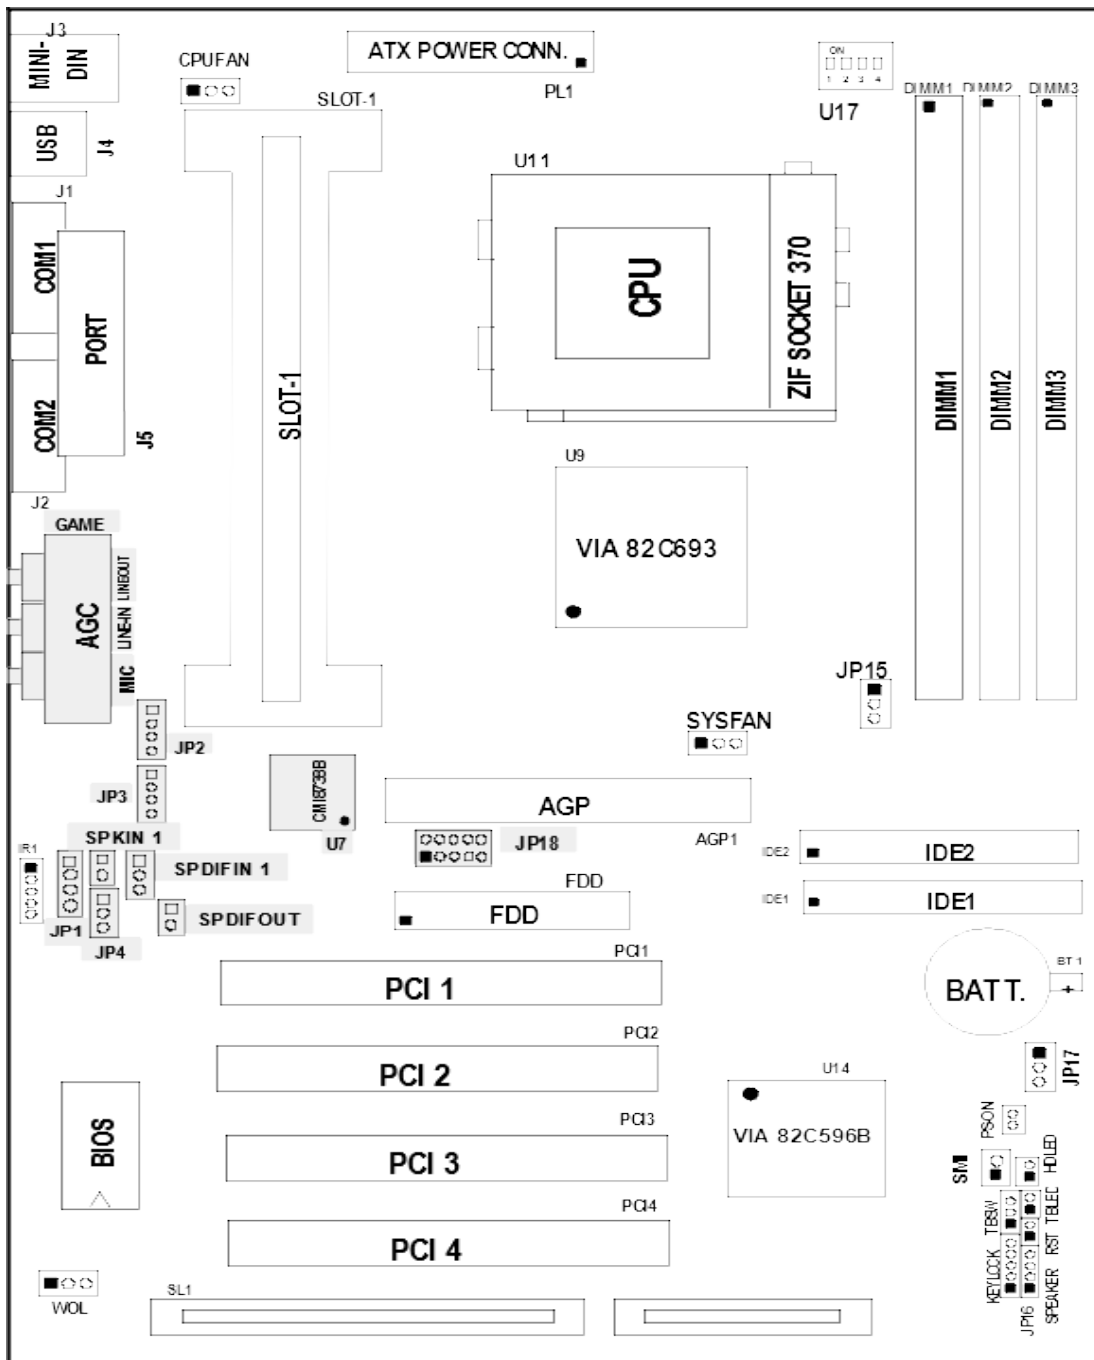 J3
MINI-
DIN
CPUFAN
ATX POWER CONN.
PL1
ON
1 2 3 4
U17
DIMM1
DIMM2
DIMM3
SLOT-1
USB
J4
U11
J1
COM1
PORT
COM2
J5
J2
SLOT-1
CPU
ZIF SOCKET 370
DIMM1
DIMM2
DIMM3
U9
VIA 82C693
GAME
AGC
LINEOUT
LINE-IN
MIC
JP15
SYSFAN
JP2
JP3
CMI8738B
U7
AGP
AGP1
JP18
SPKIN 1
IR1
SPDIFIN 1
SPDIFOUT
JP1
JP4
FDD
FDD
IDE2
IDE2
IDE1
IDE1
BT1
BATT.
+
PCI1
PCI 1
PCI2
PCI 2
PCI3
PCI 3
PCI4
PCI 4
U14
VIA 82C596B
JP17
PSON
SMI
HDLED
TBSW
TBLED
KEYLOCK
RST
SPEAKER
JP16
BIOS
WOL
SL1